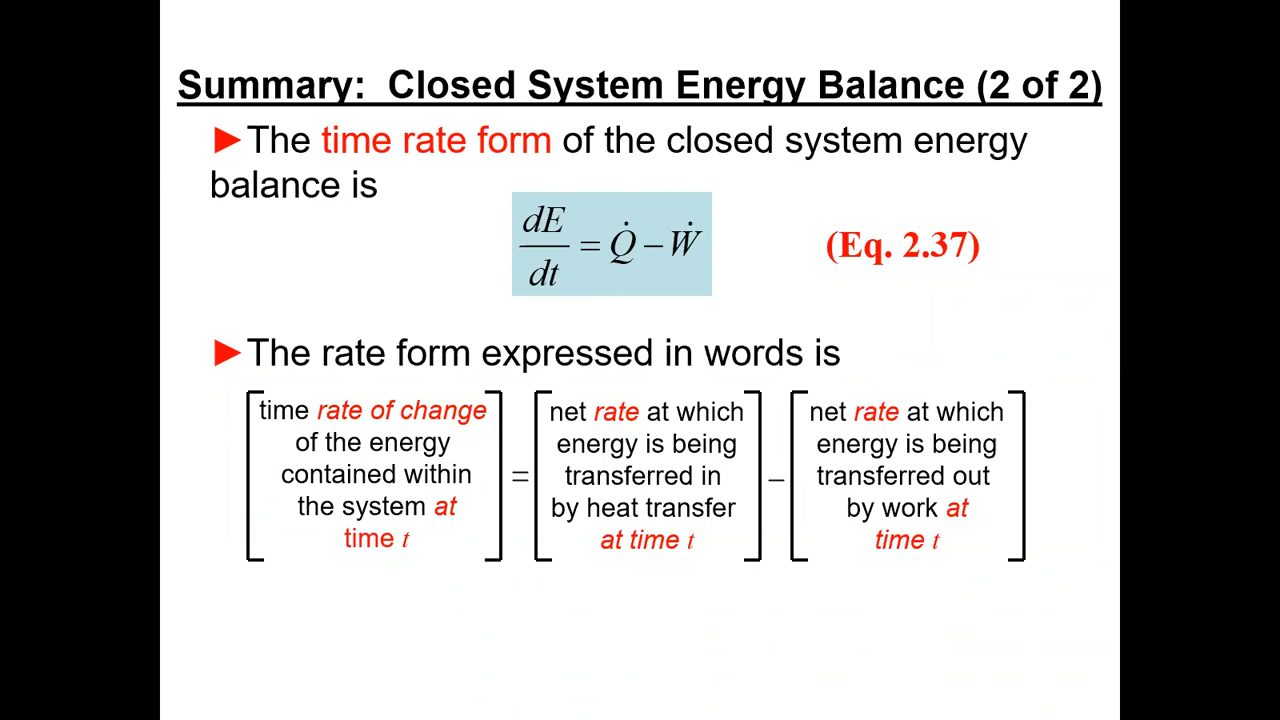 Summary:  Closed System Energy Balance (2 of 2)
►The time rate form of the closed system energy
balance is
dE/dt = Q̇ − Ẇ
(Eq. 2.37)
►The rate form expressed in words is
time rate of change
of the energy
contained within
the system at
time t
=
net rate at which
energy is being
transferred in
by heat transfer
at time t
−
net rate at which
energy is being
transferred out
by work at
time t